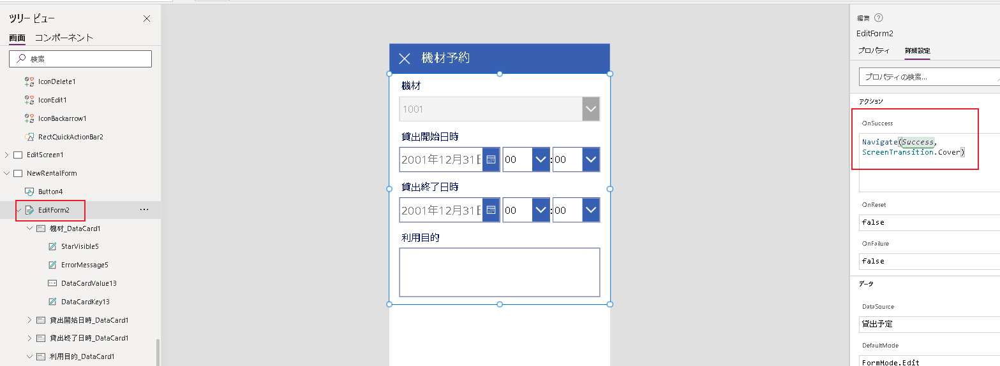 ツリー ビュー
画面 コンポーネント
検索
IconDelete1
IconEdit1
IconBackarrow1
RectQuickActionBar2
EditScreen1
NewRentalForm
Button4
EditForm2
機材_DataCard1
StarVisible5
ErrorMessage5
DataCardValue13
DataCardKey13
貸出開始日時_DataCard1
貸出終了日時_DataCard1
利用目的_DataCard1
機材予約
機材
1001
貸出開始日時
2001年12月31日 00 : 00
貸出終了日時
2001年12月31日 00 : 00
利用目的
編集
EditForm2
プロパティ 詳細設定
プロパティの検索...
アクション
OnSuccess
Navigate(Success,
ScreenTransition.Cover)
OnReset
false
OnFailure
false
データ
DataSource
貸出予定
DefaultMode
FormMode.Edit